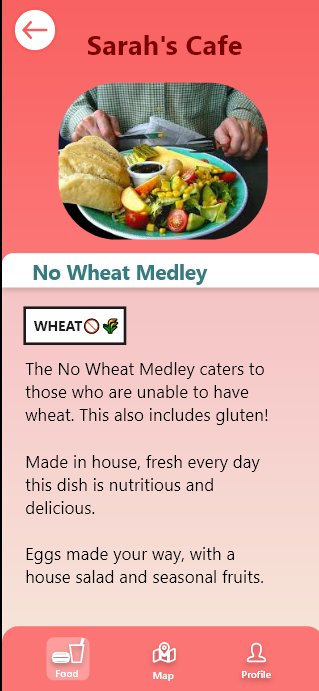 Sarah's Cafe
No Wheat Medley
WHEAT
The No Wheat Medley caters to
those who are unable to have
wheat. This also includes gluten!
Made in house, fresh every day
this dish is nutritious and
delicious.
Eggs made your way, with a
house salad and seasonal fruits.
Food
Map
Profile